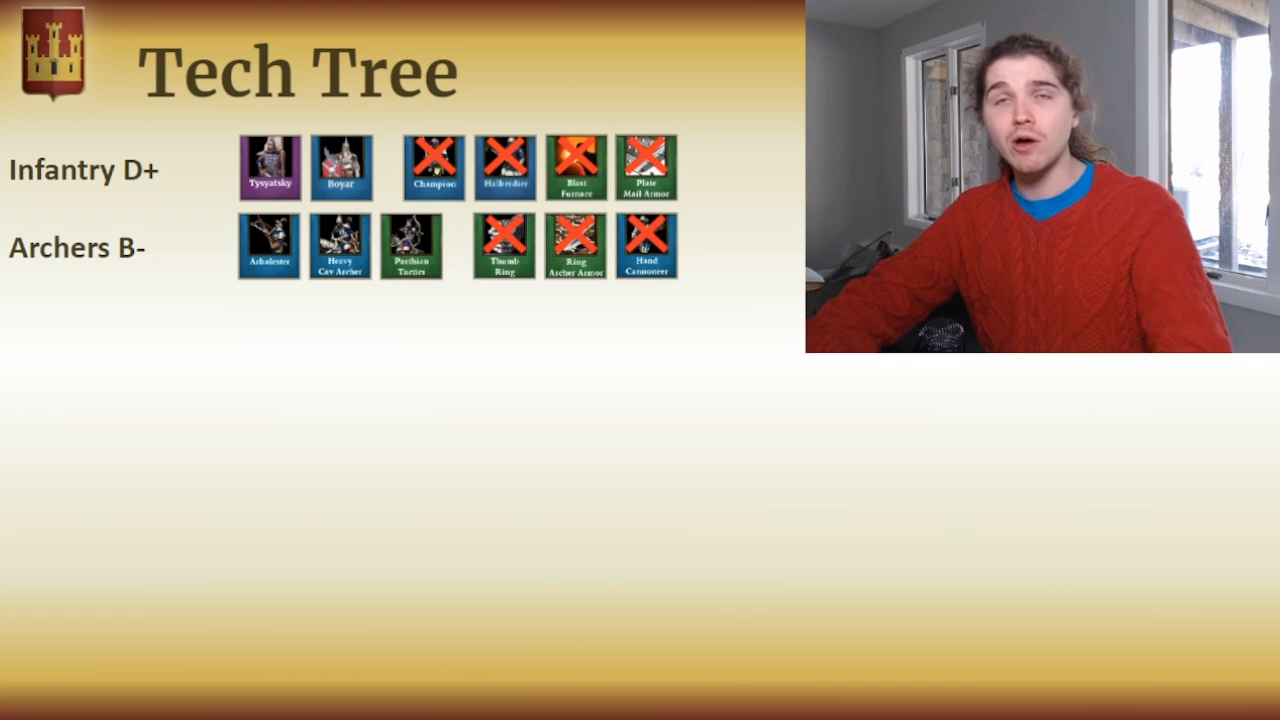 Tech Tree
Infantry D+
Tysyatsky
Boyar
Champion
Halberdier
Blast
Furnace
Plate
Mail Armor
Archers B-
Arbalester
Heavy
Cav Archer
Parthian
Tactics
Thumb
Ring
Ring
Archer Armor
Hand
Cannoneer